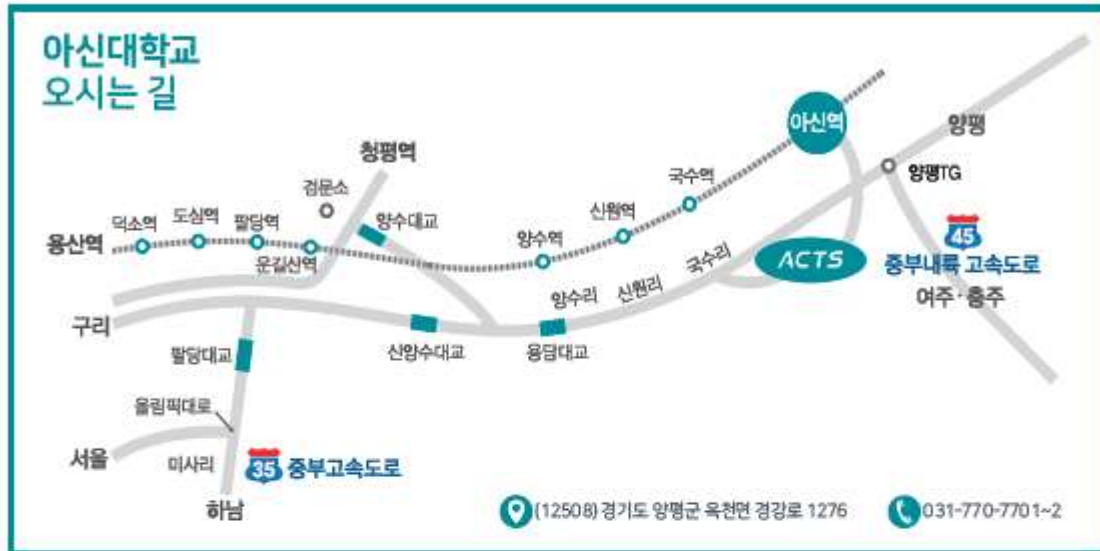 아신대학교
오시는 길
아신역
양평
청평역
양평TG
검문소
국수역
양수대교
신원역
덕소역
도심역
팔당역
용산역
운길산역
양수역
45
ACTS
중부내륙 고속도로
여주·충주
양수리
신원리
국수리
구리
팔당대교
신양수대교
용담대교
올림픽대로
서울
미사리
35
중부고속도로
하남
(12508) 경기도 양평군 옥천면 경강로 1276
031-770-7701~2